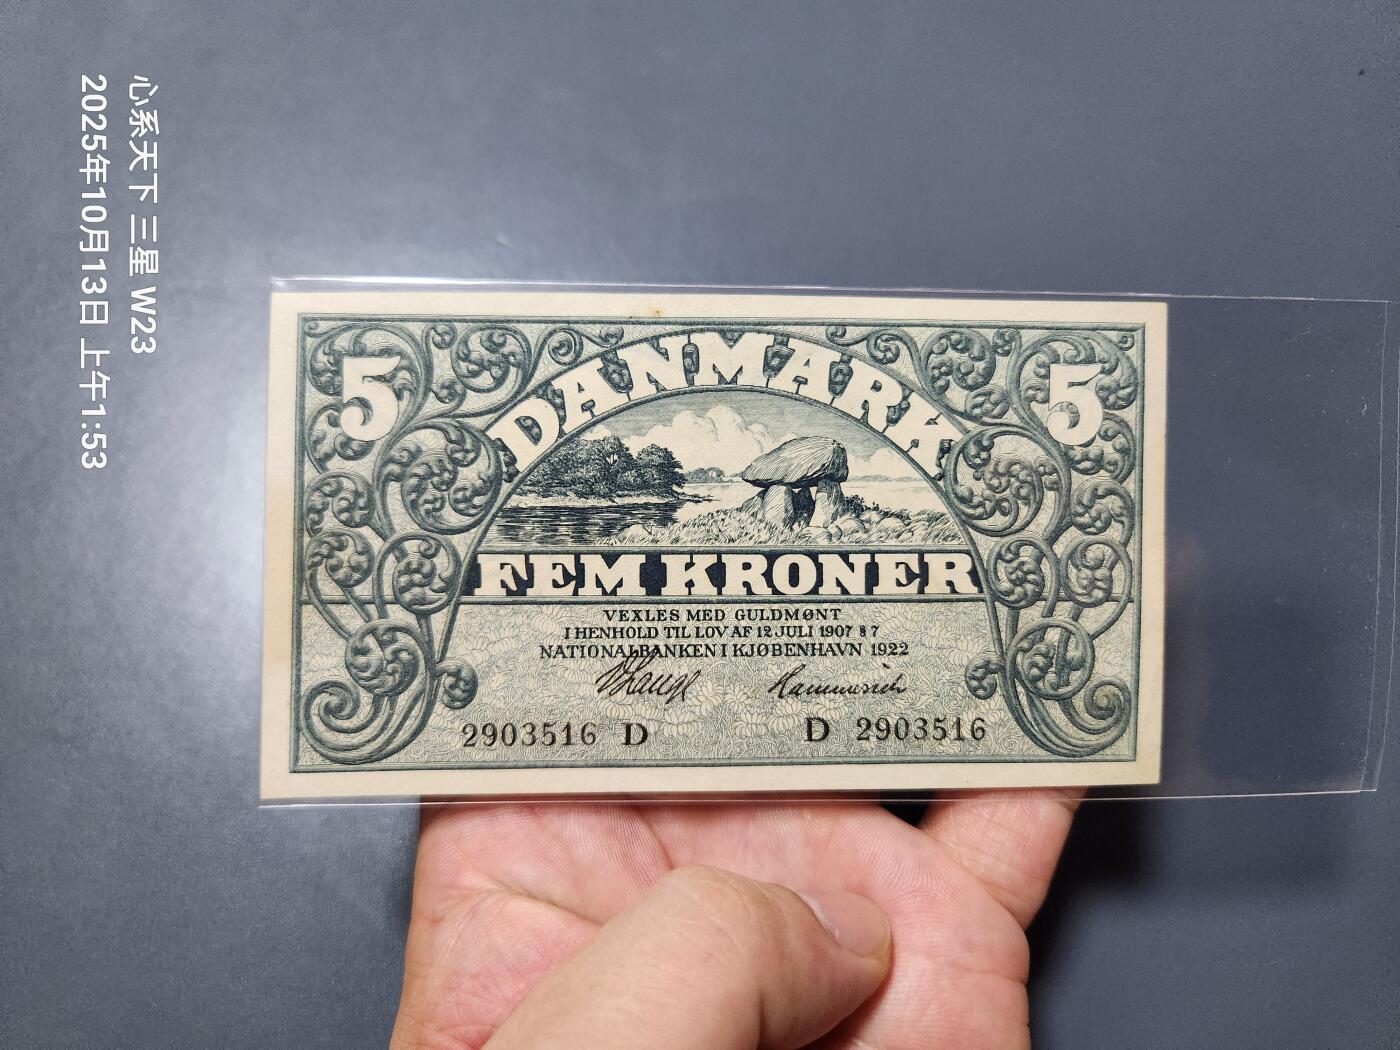 心系天下 三星 W23
2025年10月13日 上午1:53
5 5
DANMARK
FEM KRONER
VEXLES MED GULDMØNT
I HENHOLD TIL LOV AF 12 JULI 1907 § 7
NATIONALBANKEN I KJØBENHAVN 1922
V Lange Hammerich
2903516 D D 2903516